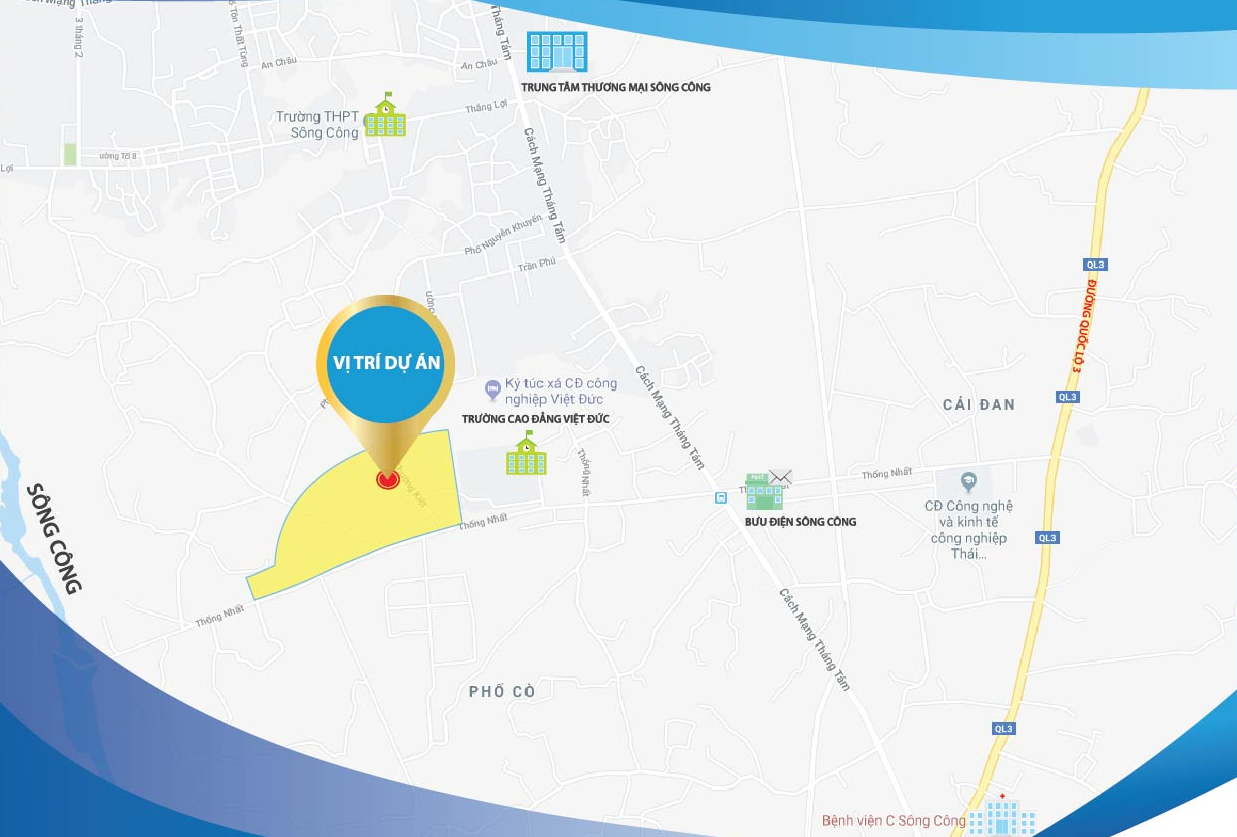 3 tháng 2
Tôn Thất Tùng
An Châu
An Châu
Tháng Tám
TRUNG TÂM THƯƠNG MẠI SÔNG CÔNG
Trường THPT
Sông Công
Thắng Lợi
ường Tổ 8
Lợi
Cách Mạng Tháng Tám
Phố Nguyễn Khuyến
Trần Phú
QL3
ĐƯỜNG QUỐC LỘ 3
VỊ TRÍ DỰ ÁN
Ký túc xá CĐ công
nghiệp Việt Đức
TRƯỜNG CAO ĐẲNG VIỆT ĐỨC
Cách Mạng Tháng Tám
QL3
CÁI ĐAN
Thống Nhất
Thống Nhất
Thống Nhất
BƯU ĐIỆN SÔNG CÔNG
CĐ Công nghệ
và kinh tế
công nghiệp
Thái...
QL3
SÔNG CÔNG
Thống Nhất
Cách Mạng Tháng Tám
PHỐ CÒ
QL3
Bệnh viện C Sông Công